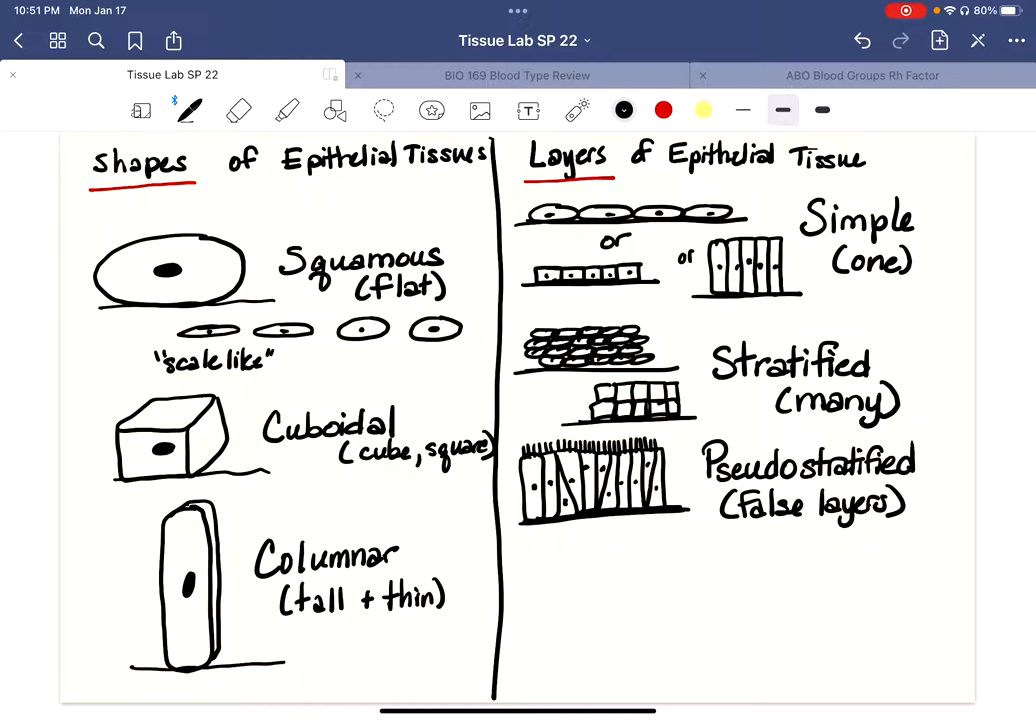 10:51 PM Mon Jan 17
80%
Tissue Lab SP 22
Tissue Lab SP 22
BIO 169 Blood Type Review
ABO Blood Groups Rh Factor
Shapes of Epithelial Tissues
Squamous
(flat)
"scale like"
Cuboidal
(cube, square)
Columnar
(tall + thin)
Layers of Epithelial Tissue
or
or
Simple
(one)
Stratified
(many)
Pseudostratified
(False layers)